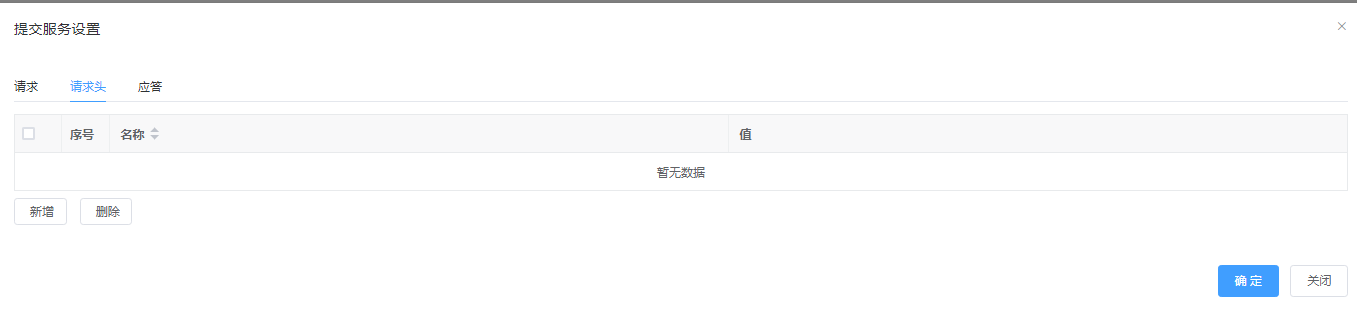 提交服务设置
请求 请求头 应答
序号 名称 值
暂无数据
新增 删除
确定 关闭